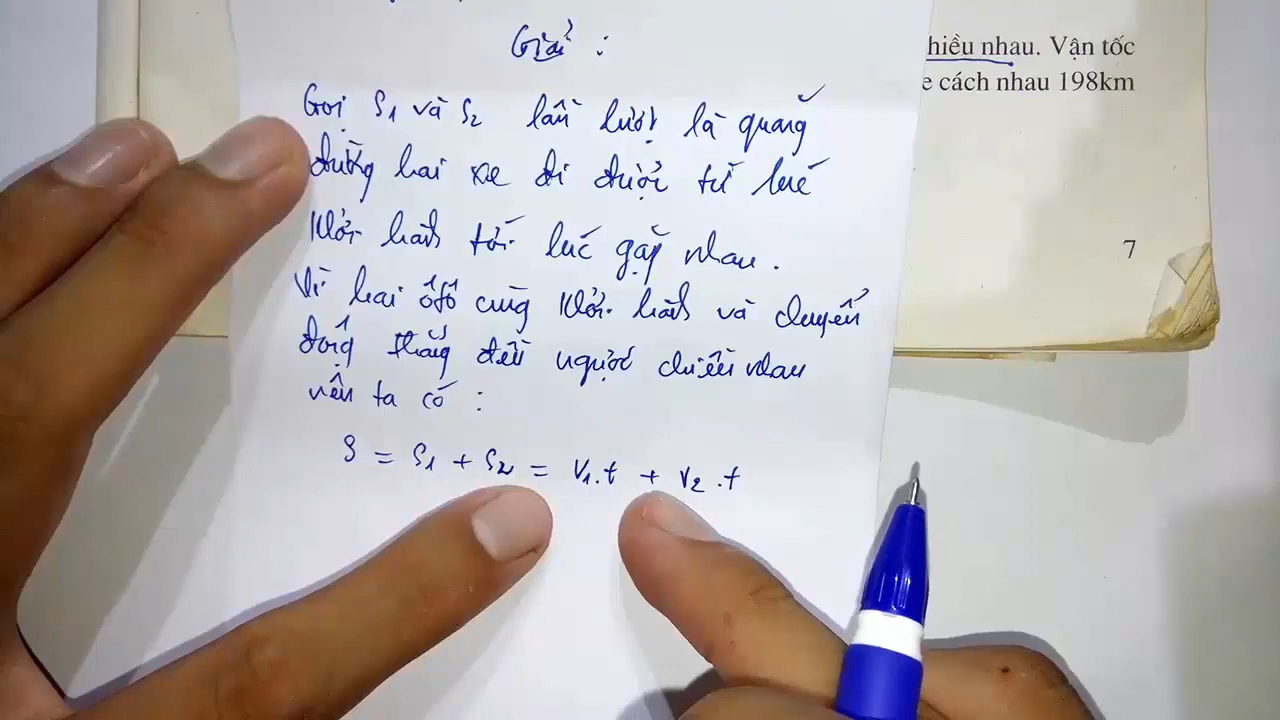 Giải :
hiều nhau. Vận tốc
e cách nhau 198km
Gọi S1 và S2 lần lượt là quãng
đường hai xe đi được từ lúc
khởi hành tới lúc gặp nhau.
Vì hai ôtô cùng khởi hành và chuyển
động thẳng đều ngược chiều nhau
nên ta có :
S = S1 + S2 = V1.t + V2.t
7